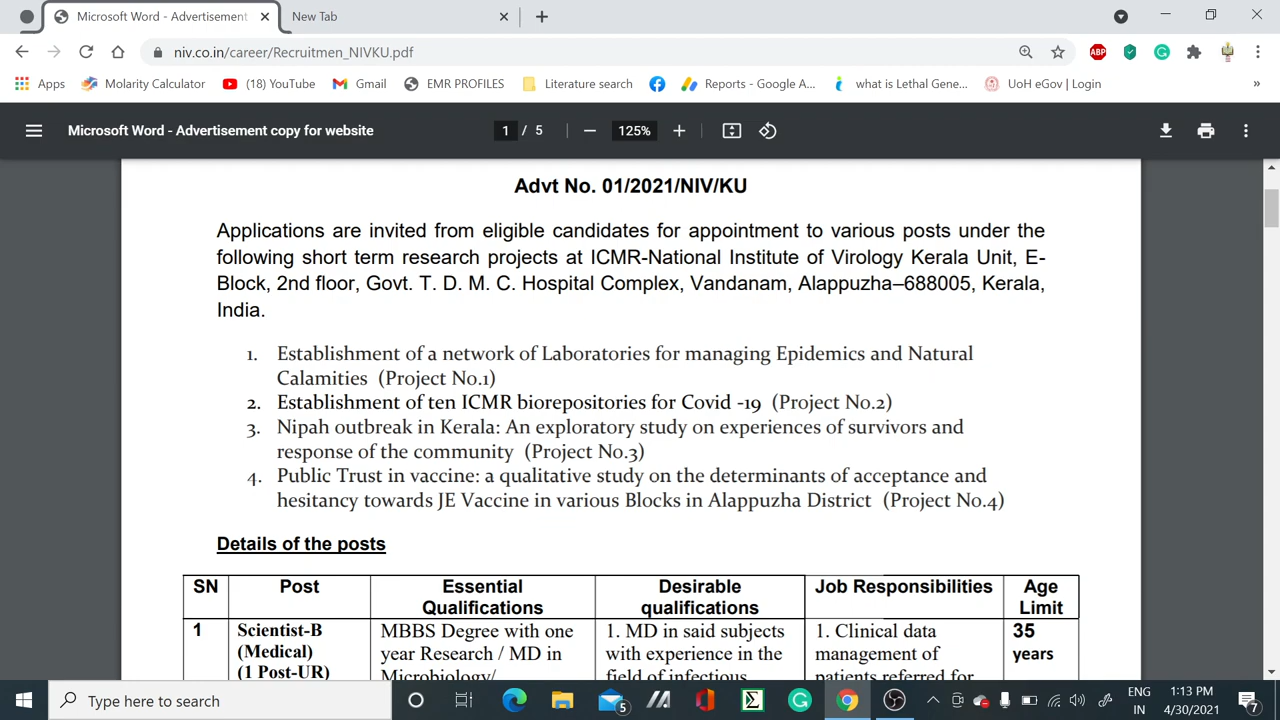 Microsoft Word - Advertisement
New Tab
niv.co.in/career/Recruitmen_NIVKU.pdf
ABP
Apps
Molarity Calculator
(18) YouTube
Gmail
EMR PROFILES
Literature search
Reports - Google A...
what is Lethal Gene...
UoH eGov | Login
»
Microsoft Word - Advertisement copy for website
1 / 5
125%
Advt No. 01/2021/NIV/KU
Applications are invited from eligible candidates for appointment to various posts under the
following short term research projects at ICMR-National Institute of Virology Kerala Unit, E-
Block, 2nd floor, Govt. T. D. M. C. Hospital Complex, Vandanam, Alappuzha–688005, Kerala,
India.
1. Establishment of a network of Laboratories for managing Epidemics and Natural
Calamities (Project No.1)
2. Establishment of ten ICMR biorepositories for Covid -19 (Project No.2)
3. Nipah outbreak in Kerala: An exploratory study on experiences of survivors and
response of the community (Project No.3)
4. Public Trust in vaccine: a qualitative study on the determinants of acceptance and
hesitancy towards JE Vaccine in various Blocks in Alappuzha District (Project No.4)
Details of the posts
SN
Post
Essential
Qualifications
Desirable
qualifications
Job Responsibilities
Age
Limit
1
Scientist-B
(Medical)
(1 Post-UR)
MBBS Degree with one
year Research / MD in
Microbiology/
1. MD in said subjects
with experience in the
field of infectious
1. Clinical data
management of
patients referred for
35
years
Type here to search
5
ENG
IN
1:13 PM
4/30/2021
7